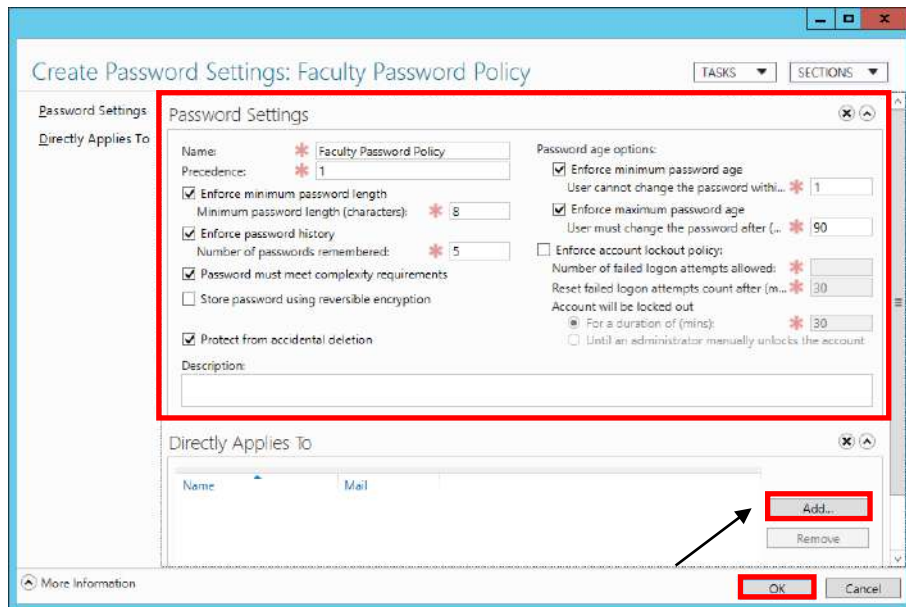 Create Password Settings: Faculty Password Policy
TASKS
SECTIONS
Password Settings
Directly Applies To
Password Settings
Name:
Faculty Password Policy
Precedence:
1
Enforce minimum password length
Minimum password length (characters):
8
Enforce password history
Number of passwords remembered:
5
Password must meet complexity requirements
Store password using reversible encryption
Protect from accidental deletion
Password age options:
Enforce minimum password age
User cannot change the password withi...
1
Enforce maximum password age
User must change the password after (...
90
Enforce account lockout policy:
Number of failed logon attempts allowed:
Reset failed logon attempts count after (m...
30
Account will be locked out
For a duration of (mins):
30
Until an administrator manually unlocks the account
Description:
Directly Applies To
Name
Mail
Add...
Remove
More Information
OK
Cancel